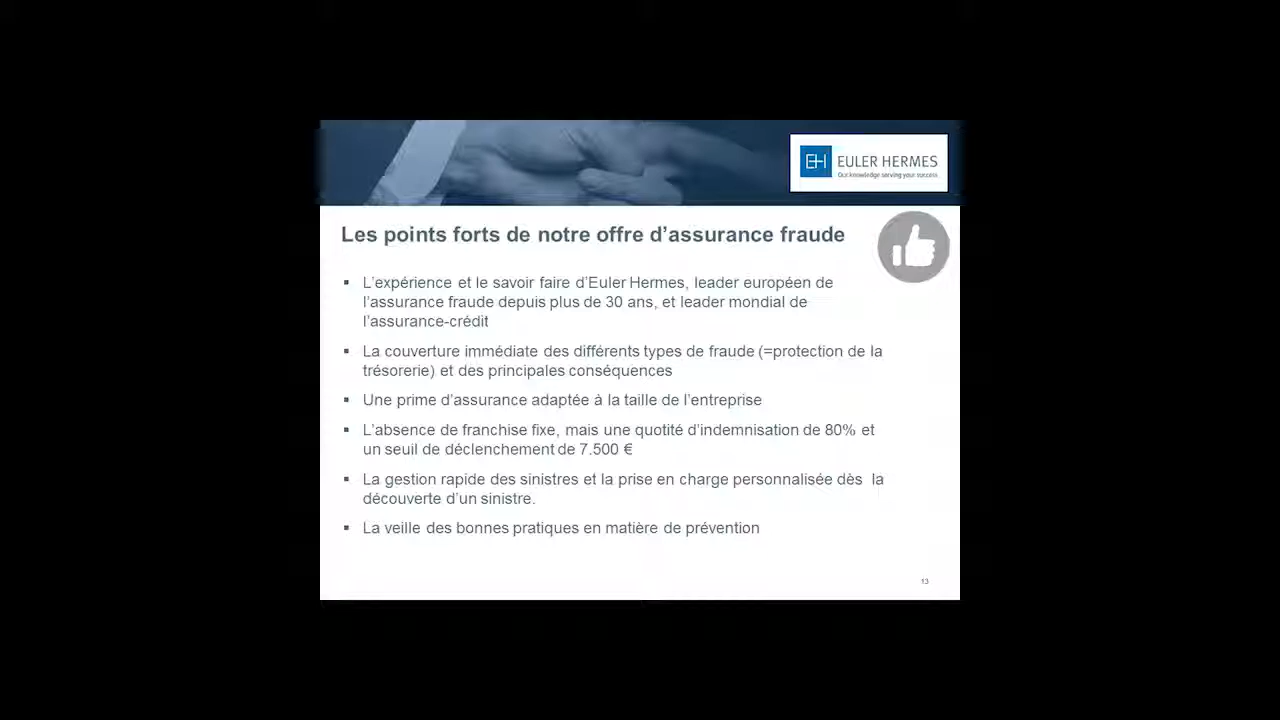 EH EULER HERMES
Our knowledge serving your success
Les points forts de notre offre d’assurance fraude
▪ L’expérience et le savoir faire d’Euler Hermes, leader européen de
l’assurance fraude depuis plus de 30 ans, et leader mondial de
l’assurance-crédit
▪ La couverture immédiate des différents types de fraude (=protection de la
trésorerie) et des principales conséquences
▪ Une prime d’assurance adaptée à la taille de l’entreprise
▪ L’absence de franchise fixe, mais une quotité d’indemnisation de 80% et
un seuil de déclenchement de 7.500 €
▪ La gestion rapide des sinistres et la prise en charge personnalisée dès la
découverte d’un sinistre.
▪ La veille des bonnes pratiques en matière de prévention
13